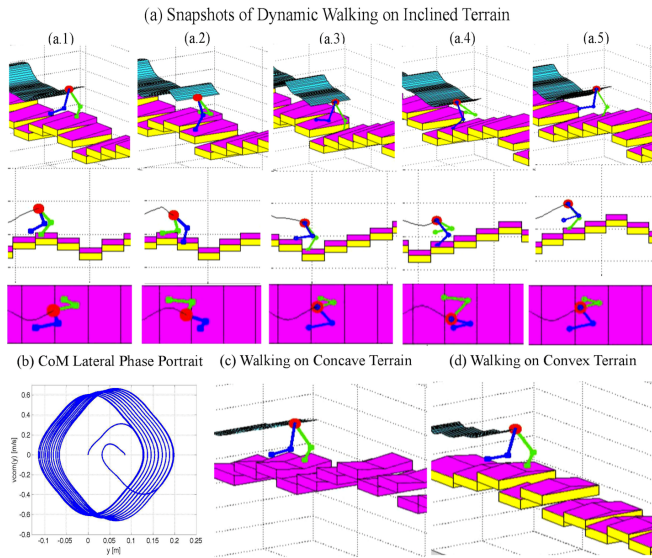 (a) Snapshots of Dynamic Walking on Inclined Terrain
(a.1) (a.2) (a.3) (a.4) (a.5)
(b) CoM Lateral Phase Portrait (c) Walking on Concave Terrain (d) Walking on Convex Terrain
0.6
0.4
0.2
0
-0.2
-0.4
-0.6
-0.8
vcom(y) [m/s]
-0.1 -0.05 0 0.05 0.1 0.15 0.2 0.25
y [m]